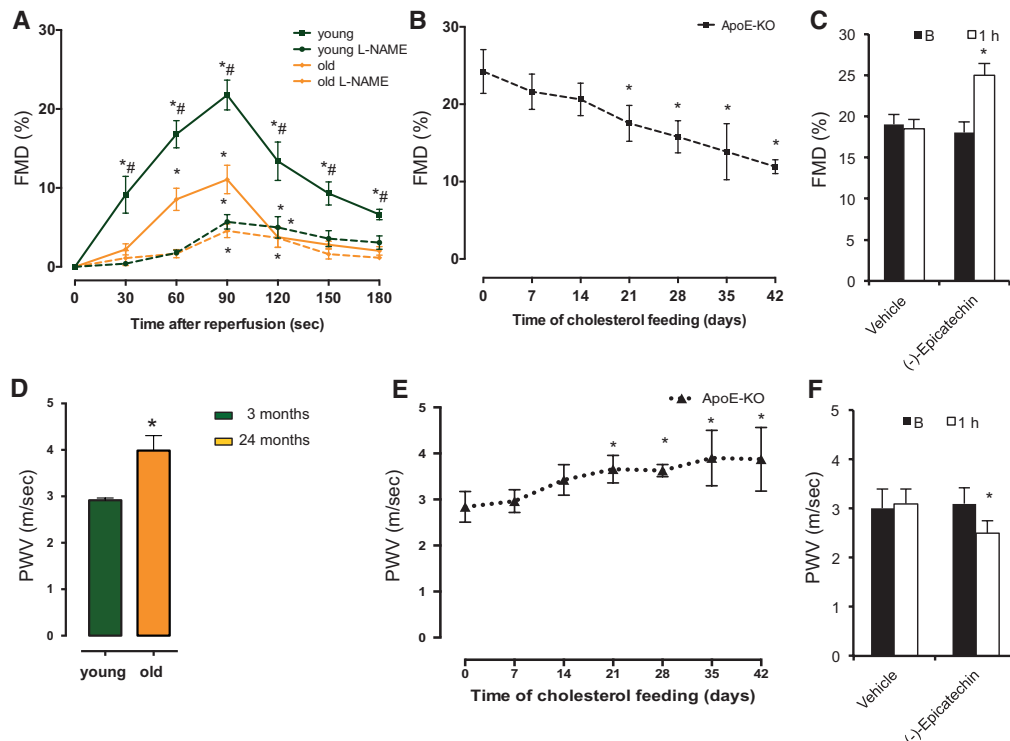 A
30
20
10
0
FMD (%)
young
young L-NAME
old
old L-NAME
*#
*#
*#
*#
*#
*#
*
*
*
*
*
*
*
0 30 60 90 120 150 180
Time after reperfusion (sec)
B
30
20
10
0
FMD (%)
ApoE-KO
* * * *
0 7 14 21 28 35 42
Time of cholesterol feeding (days)
C
B 1 h
30
25
20
15
10
5
0
FMD (%)
*
Vehicle
(-)-Epicatechin
D
5
4
3
2
1
0
PWV (m/sec)
*
3 months
24 months
young old
E
5
4
3
2
1
0
PWV (m/sec)
ApoE-KO
* * * *
0 7 14 21 28 35 42
Time of cholesterol feeding (days)
F
B 1 h
5
4
3
2
1
0
PWV (m/sec)
*
Vehicle
(-)-Epicatechin